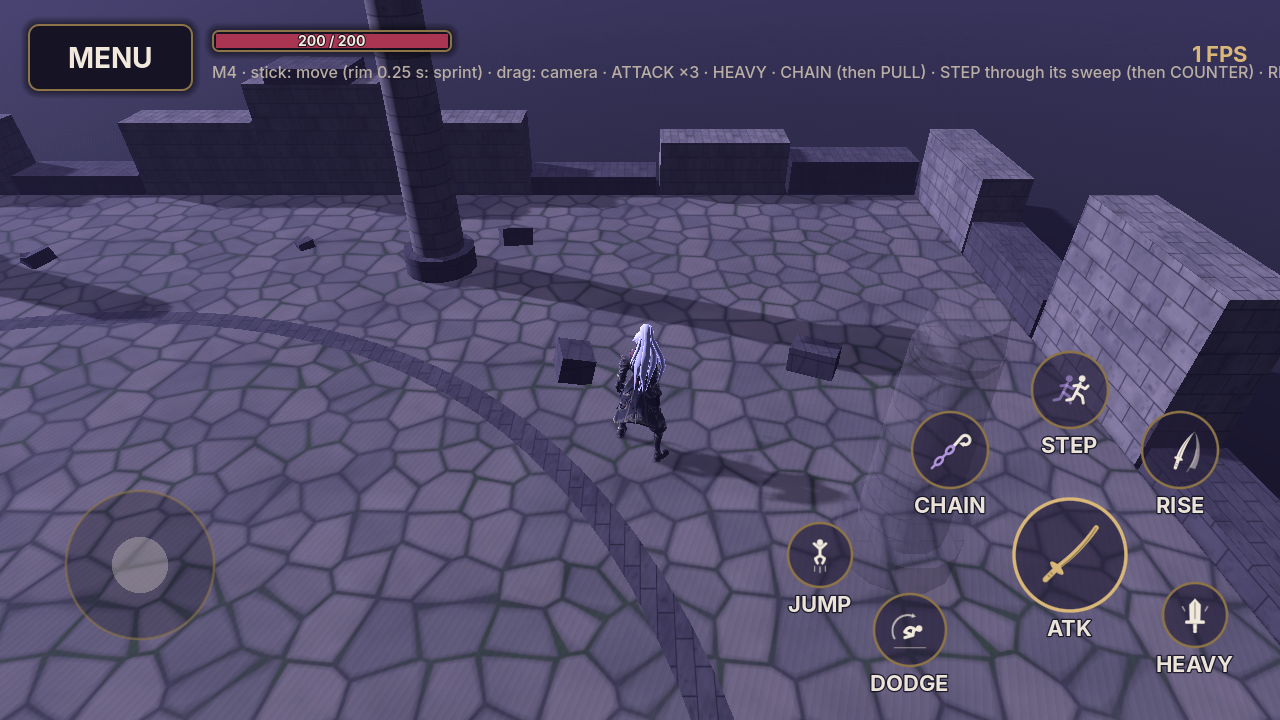 MENU
200 / 200
1 FPS
M4 · stick: move (rim 0.25 s: sprint) · drag: camera · ATTACK ×3 · HEAVY · CHAIN (then PULL) · STEP through its sweep (then COUNTER) ·
STEP
CHAIN
RISE
JUMP
ATK
HEAVY
DODGE